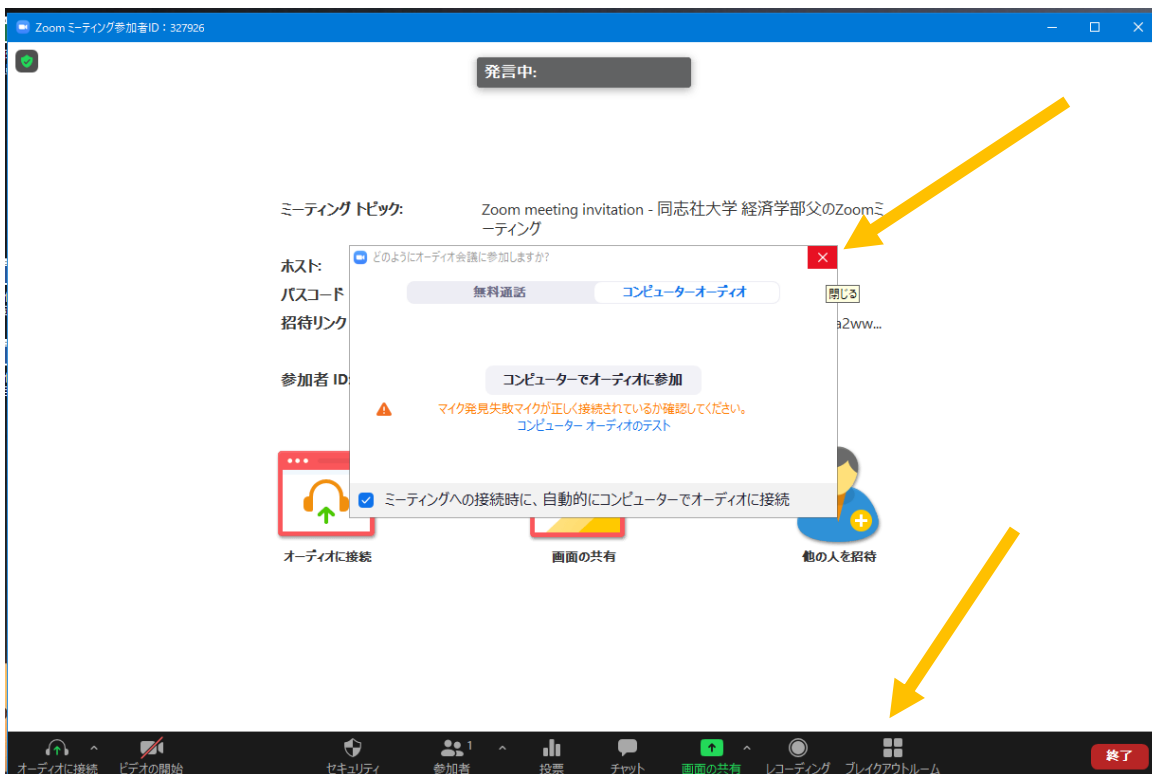 Zoom ミーティング参加者ID：327926
発言中:
ミーティング トピック:
Zoom meeting invitation - 同志社大学 経済学部父のZoomミ
ーティング
どのようにオーディオ会議に参加しますか?
ホスト:
無料通話
コンピューターオーディオ
パスコード
閉じる
招待リンク
a2ww...
参加者 ID:
コンピューターでオーディオに参加
マイク発見失敗マイクが正しく接続されているか確認してください。
コンピューター オーディオのテスト
ミーティングへの接続時に、自動的にコンピューターでオーディオに接続
オーディオに接続
画面の共有
他の人を招待
オーディオに接続
ビデオの開始
セキュリティ
1
参加者
投票
チャット
画面の共有
レコーディング
ブレイクアウトルーム
終了